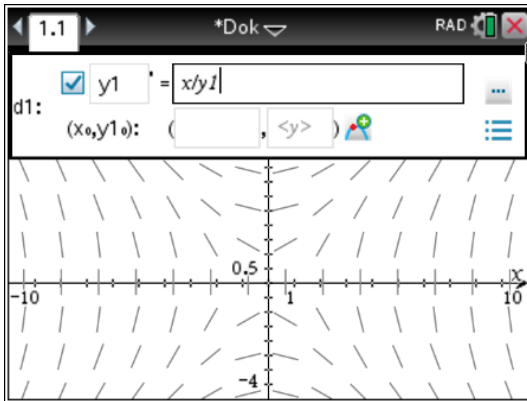 1.1 *Dok RAD
d1: y1 ' = x/y1
(x₀,y1₀): ( , <y> )
...
0.5 x
-10 1 10
-4